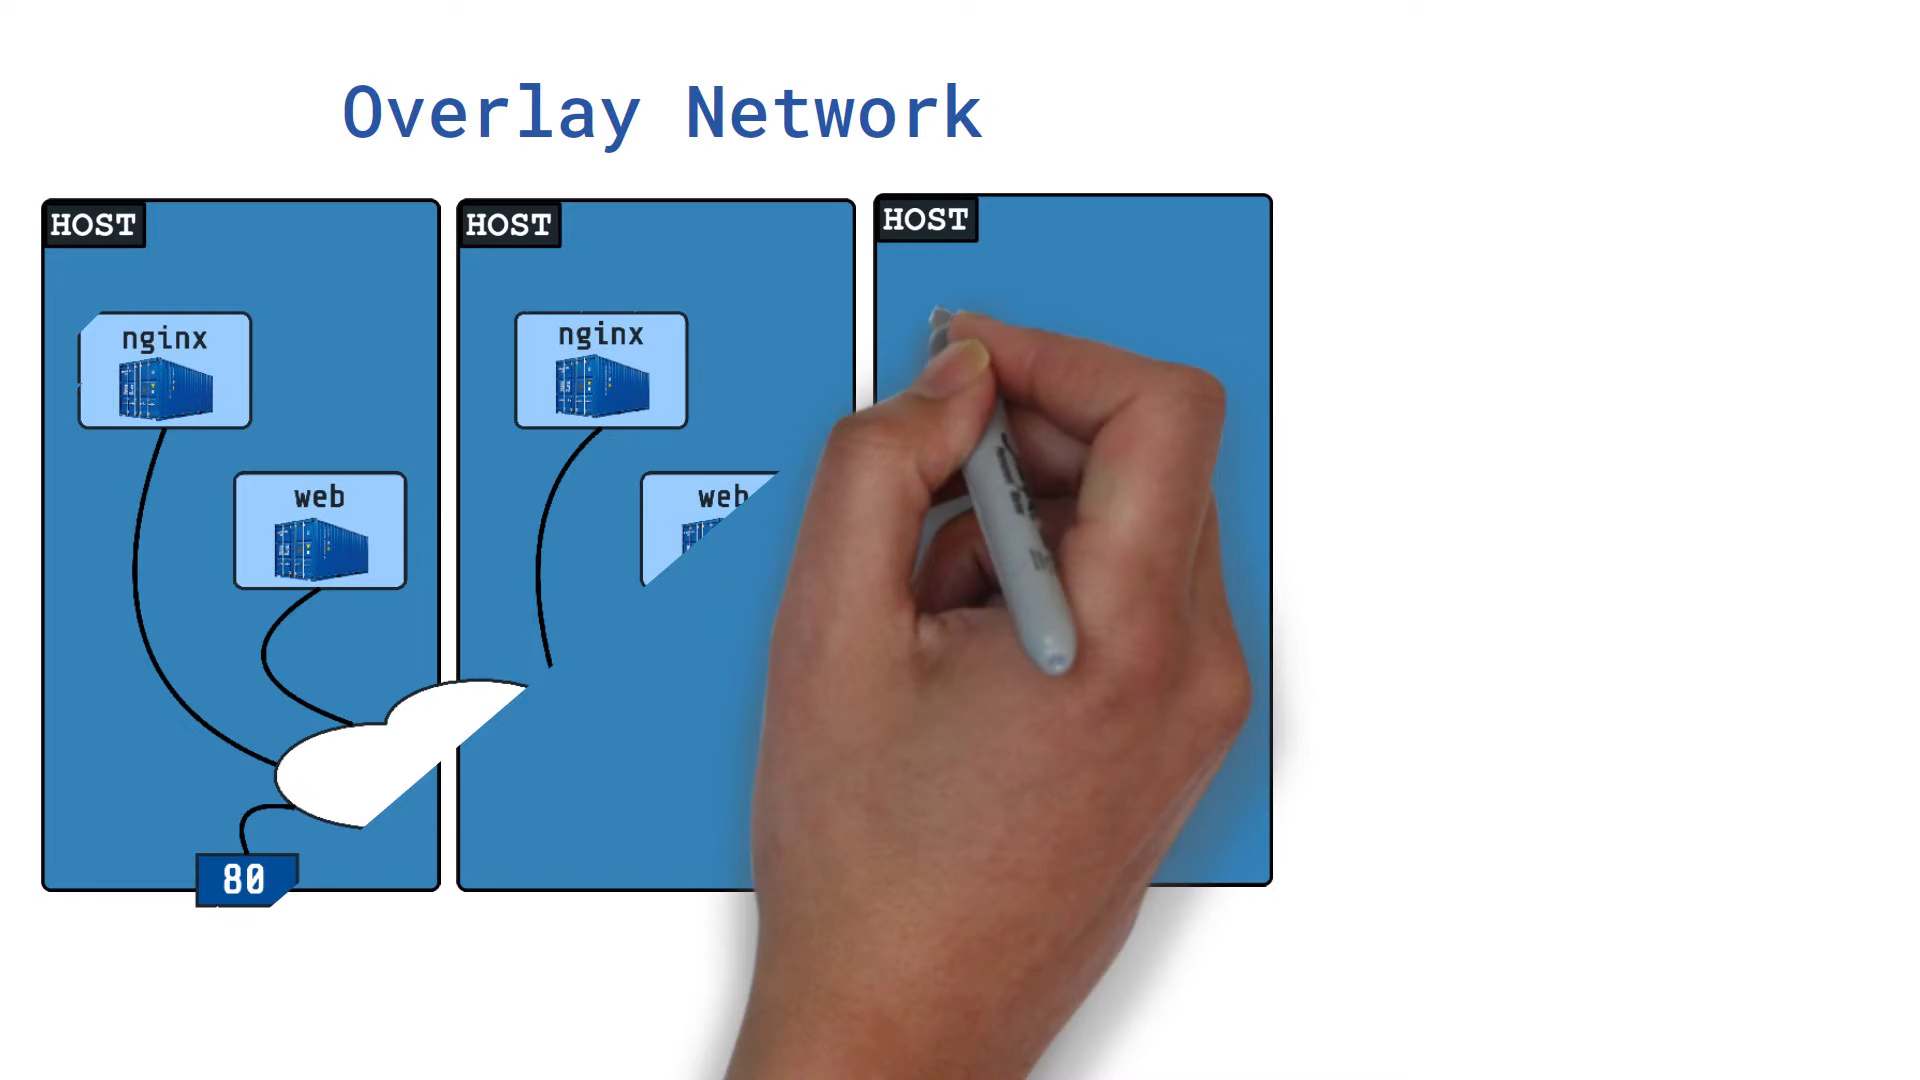 Overlay Network
HOST
HOST
HOST
nginx
nginx
web
web
80